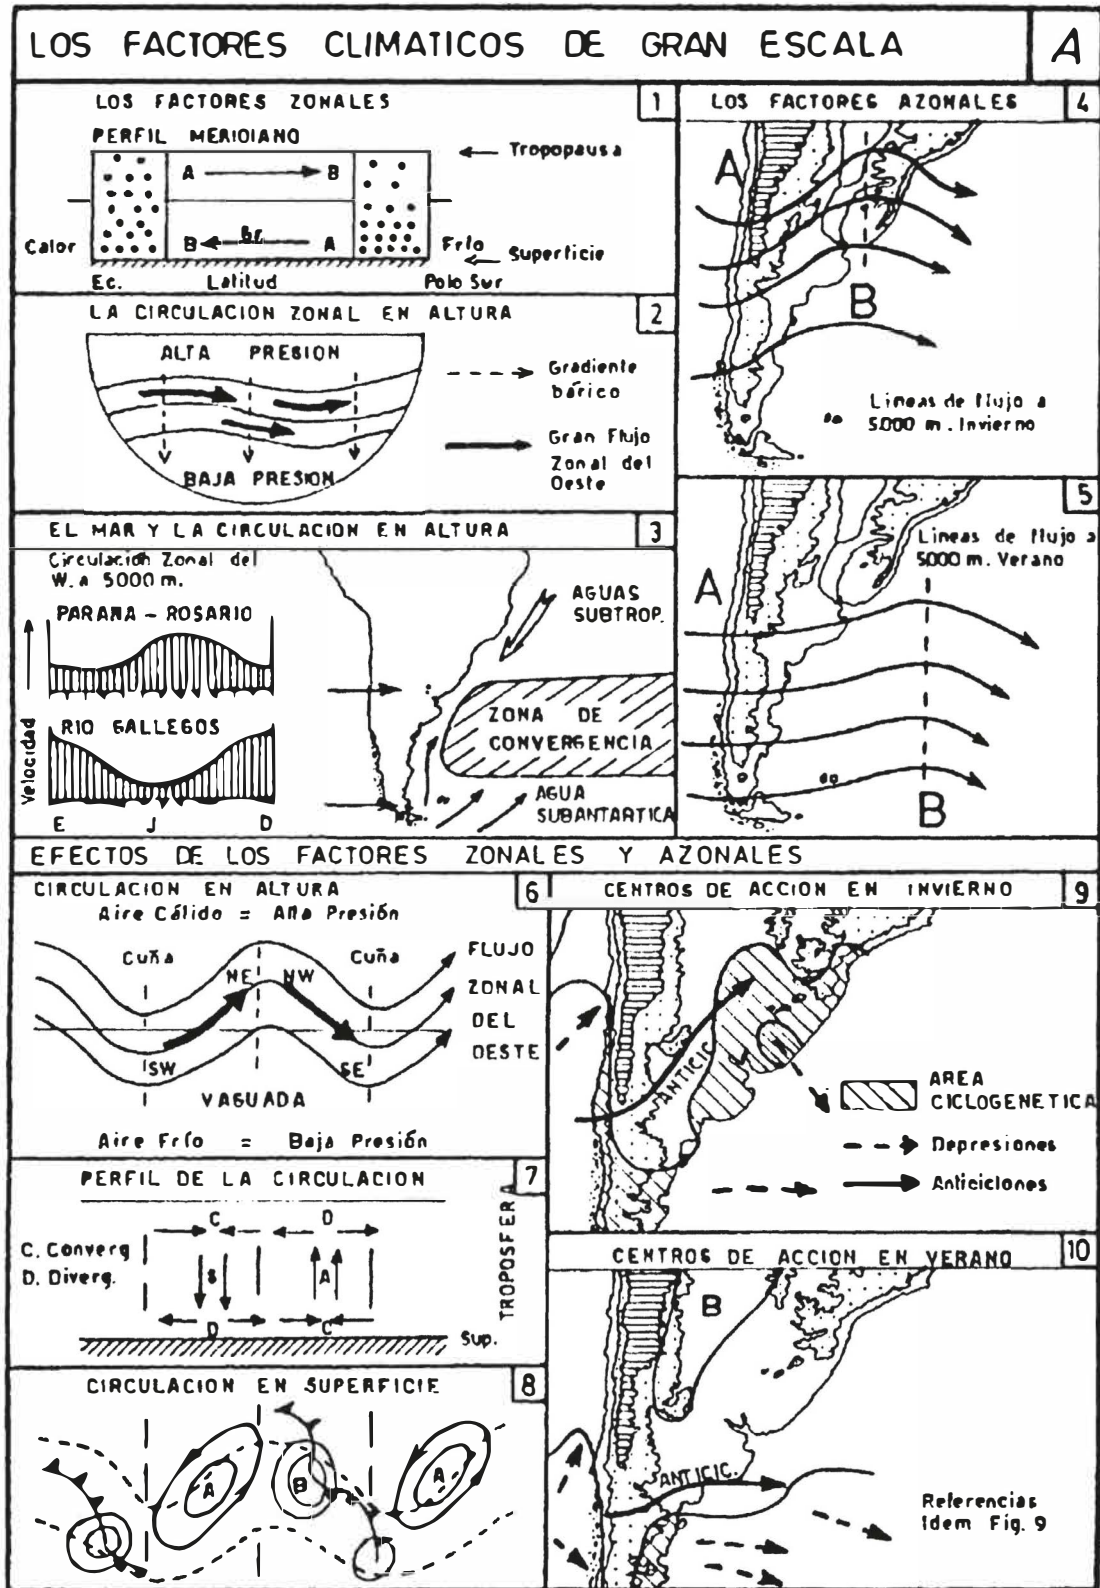 LOS FACTORES CLIMATICOS DE GRAN ESCALA
A
LOS FACTORES ZONALES
1
PERFIL MERIDIANO
A
B
Tropopausa
Calor
B
A
Frío
Superficie
Ec.
Latitud
Polo Sur
LA CIRCULACION ZONAL EN ALTURA
2
ALTA PRESION
BAJA PRESION
Gradiente
bárico
Gran Flujo
Zonal del
Oeste
EL MAR Y LA CIRCULACION EN ALTURA
3
Circulación Zonal del
W. a 5000 m.
PARANA - ROSARIO
RIO GALLEGOS
Velocidad
E J D
AGUAS
SUBTROP.
ZONA DE
CONVERGENCIA
AGUA
SUBANTARTICA
LOS FACTORES AZONALES
4
A
B
Lineas de flujo a
5.000 m. Invierno
5
Lineas de flujo a
5.000 m. Verano
A
B
EFECTOS DE LOS FACTORES ZONALES Y AZONALES
CIRCULACION EN ALTURA
6
Aire Cálido = Alta Presión
Cuña
Cuña
NE
NW
SW
SE
FLUJO
ZONAL
DEL
OESTE
VAGUADA
Aire Frío = Baja Presión
PERFIL DE LA CIRCULACION
7
C
D
C. Converg
D. Diverg.
A
D
C
TROPOSFER
Sup.
CIRCULACION EN SUPERFICIE
8
A
B
A
CENTROS DE ACCION EN INVIERNO
9
ANTICIC.
AREA
CICLOGENETICA
Depresiones
Anticiclones
CENTROS DE ACCION EN VERANO
10
B
ANTICIC.
Referencias
Idem Fig. 9